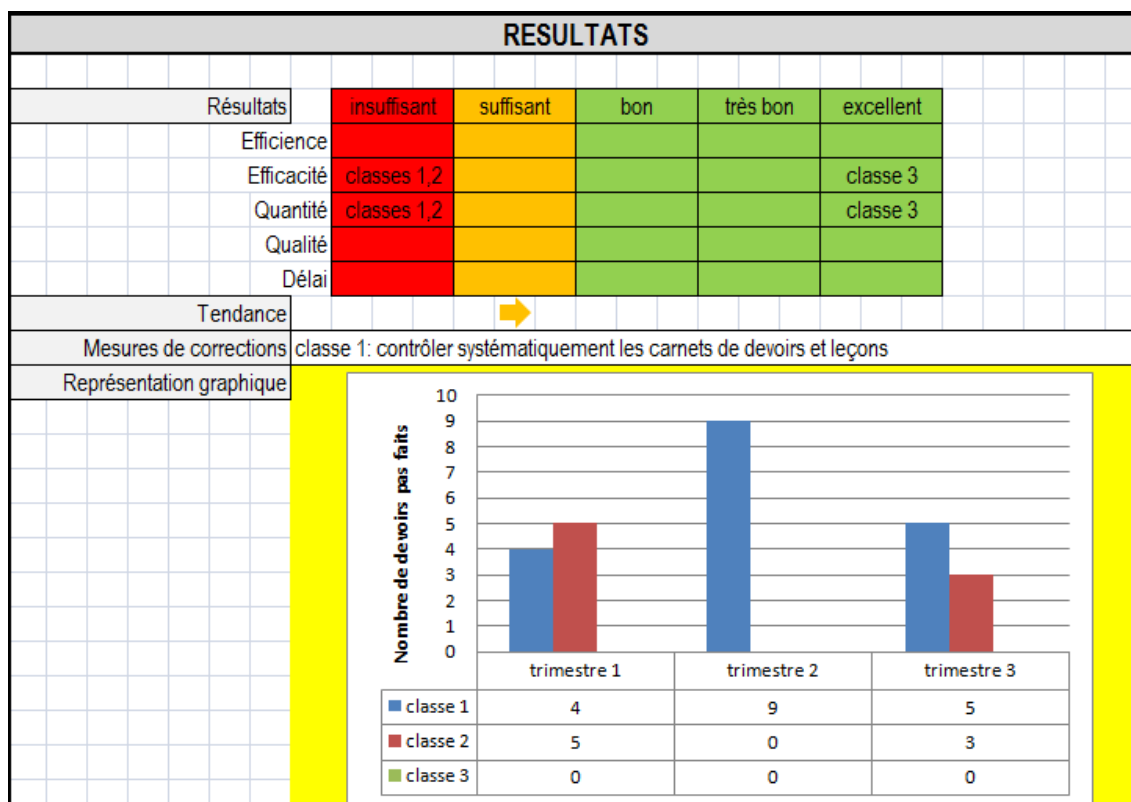 RESULTATS
Résultats insuffisant suffisant bon très bon excellent
Efficience
Efficacité classes 1,2 classe 3
Quantité classes 1,2 classe 3
Qualité
Délai
Tendance
Mesures de corrections classe 1: contrôler systématiquement les carnets de devoirs et leçons
Représentation graphique
Nombre de devoirs pas faits
10
9
8
7
6
5
4
3
2
1
0
trimestre 1 trimestre 2 trimestre 3
classe 1 4 9 5
classe 2 5 0 3
classe 3 0 0 0